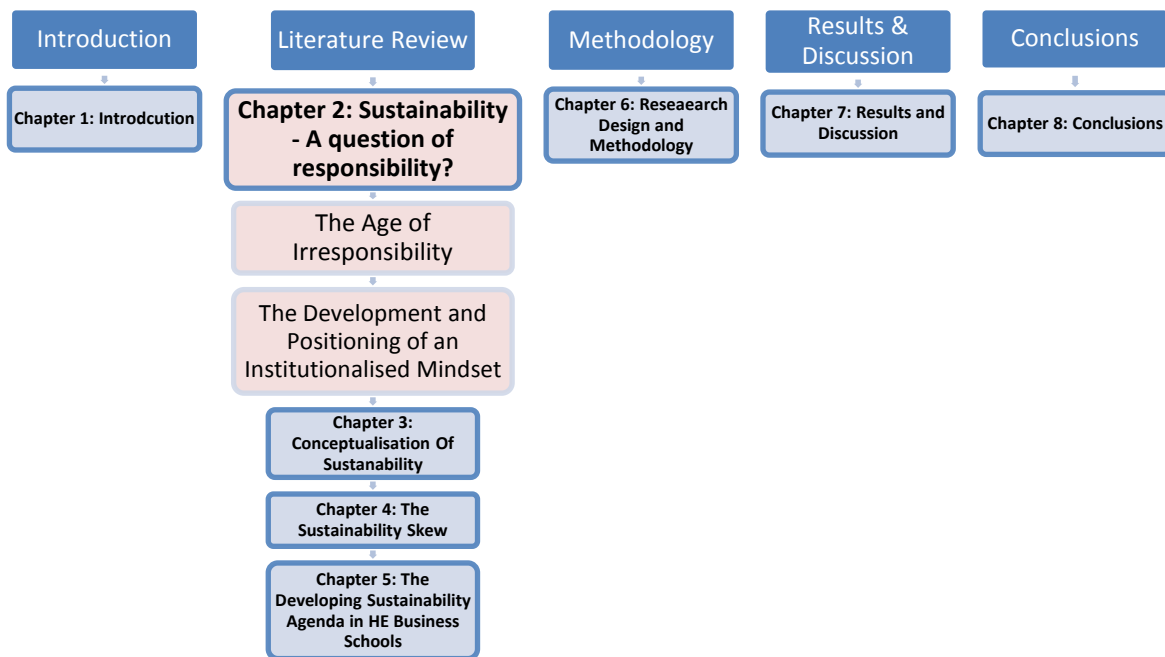 Introduction
Chapter 1: Introdcution
Literature Review
Chapter 2: Sustainability
- A question of
responsibility?
The Age of
Irresponsibility
The Development and
Positioning of an
Institutionalised Mindset
Chapter 3:
Conceptualisation Of
Sustanability
Chapter 4: The
Sustainability Skew
Chapter 5: The
Developing Sustainability
Agenda in HE Business
Schools
Methodology
Chapter 6: Reseaearch
Design and
Methodology
Results &
Discussion
Chapter 7: Results and
Discussion
Conclusions
Chapter 8: Conclusions